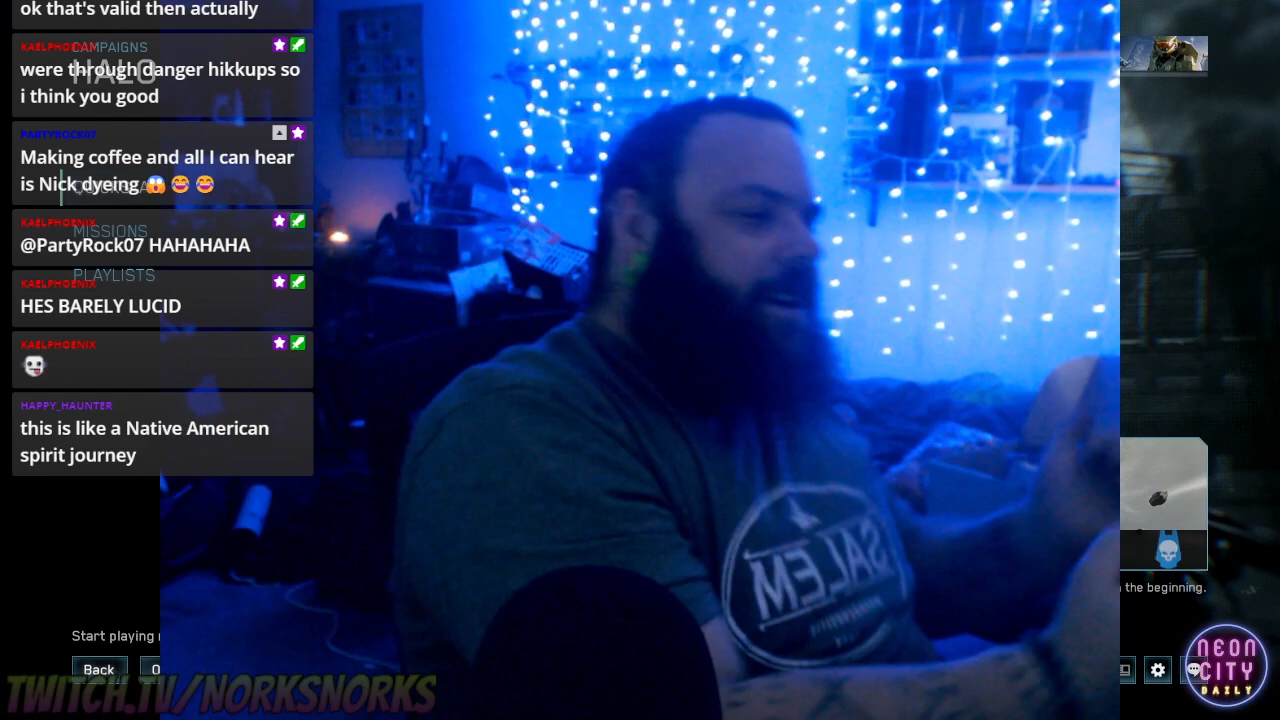 ok that's valid then actually
KAELPHOENIX
CAMPAIGNS
HALO
were through danger hikkups so
i think you good
PARTYROCK07
Making coffee and all I can hear
is Nick dyeing 😱 😂 😂
KAELPHOENIX
MISSIONS
@PartyRock07 HAHAHAHA
PLAYLISTS
KAELPHOENIX
HES BARELY LUCID
KAELPHOENIX
HAPPY_HAUNTER
this is like a Native American
spirit journey
SALEM
the beginning.
Start playing
Back
TWITCH.TV/NORKSNORKS
NEON
CITY
DAILY